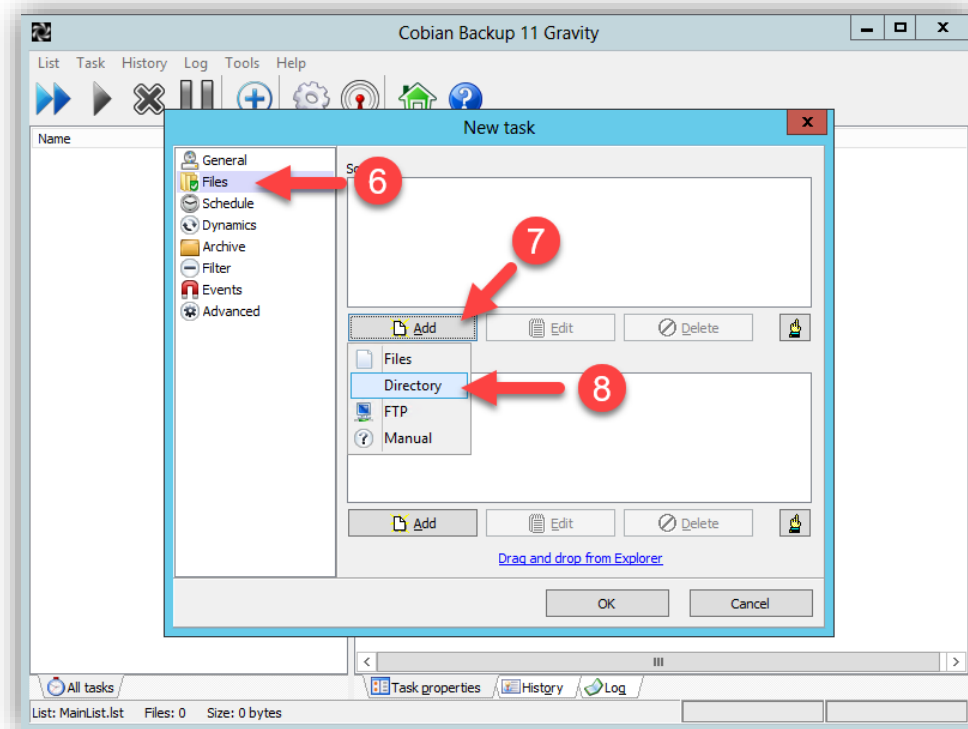 Cobian Backup 11 Gravity
List Task History Log Tools Help
Name
New task
General
Files
Schedule
Dynamics
Archive
Filter
Events
Advanced
6
7
Add Edit Delete
Files
Directory
FTP
Manual
8
Add Edit Delete
Drag and drop from Explorer
OK Cancel
All tasks
Task properties History Log
List: MainList.lst Files: 0 Size: 0 bytes